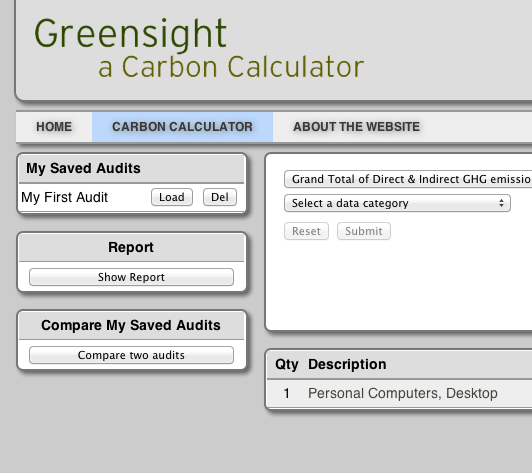 Greensight
a Carbon Calculator
HOME CARBON CALCULATOR ABOUT THE WEBSITE
My Saved Audits
My First Audit Load Del
Report
Show Report
Compare My Saved Audits
Compare two audits
Grand Total of Direct & Indirect GHG emissio
Select a data category
Reset Submit
Qty Description
1 Personal Computers, Desktop